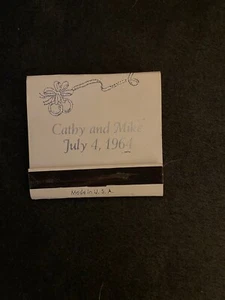 Cathy and Mike
July 4, 1964
Made in U.S.A.